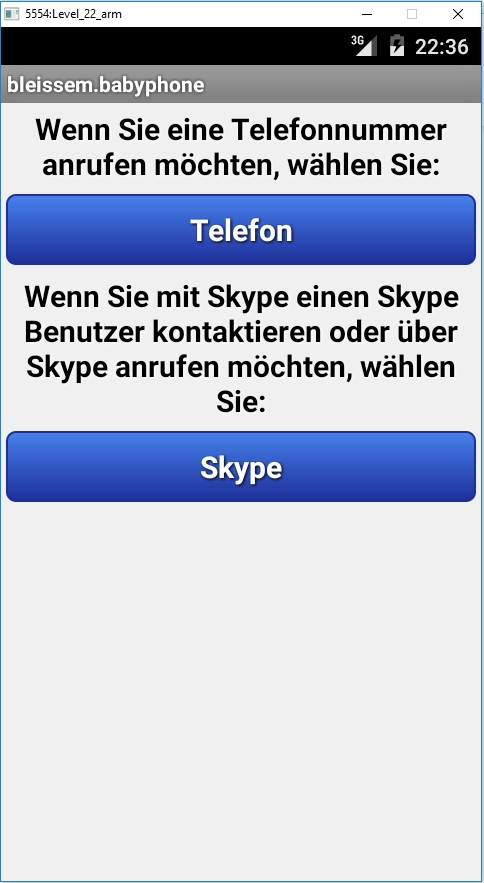 5554:Level_22_arm
3G 22:36
bleissem.babyphone
Wenn Sie eine Telefonnummer
anrufen möchten, wählen Sie:
Telefon
Wenn Sie mit Skype einen Skype
Benutzer kontaktieren oder über
Skype anrufen möchten, wählen
Sie:
Skype